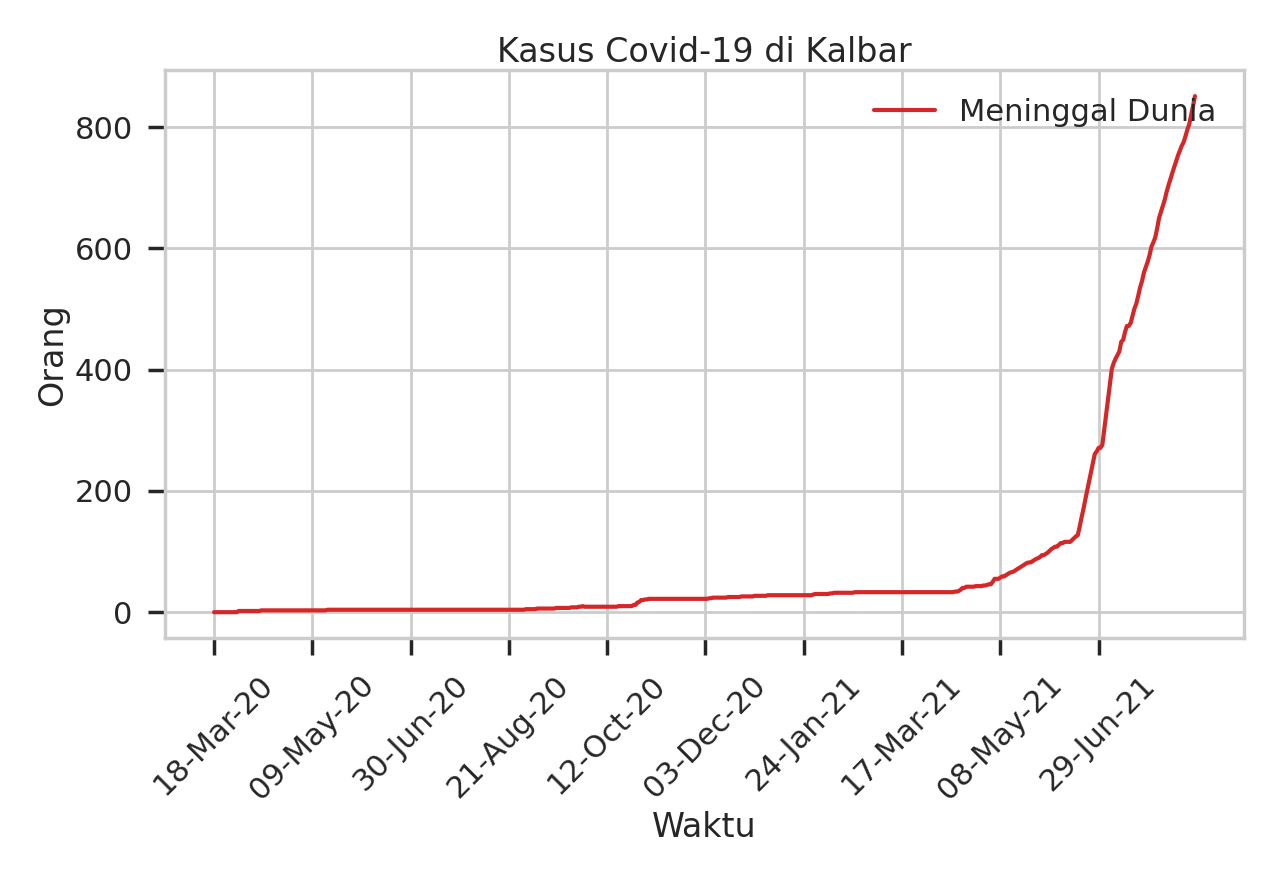 Kasus Covid-19 di Kalbar
Meninggal Dunia
800
600
400
200
0
Orang
18-Mar-20
09-May-20
30-Jun-20
21-Aug-20
12-Oct-20
03-Dec-20
24-Jan-21
17-Mar-21
08-May-21
29-Jun-21
Waktu